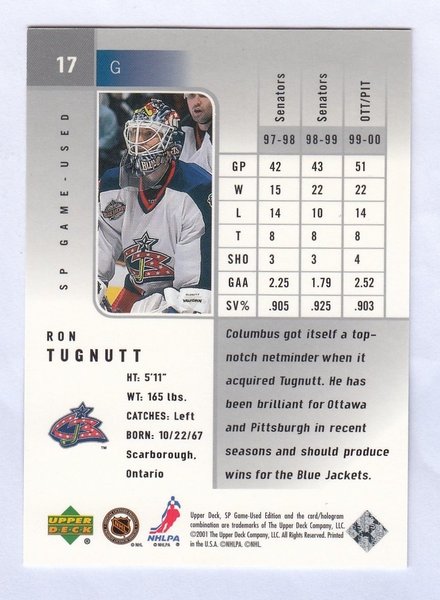 17 G
SP GAME-USED
Senators Senators OTT/PIT
97-98 98-99 99-00
GP 42 43 51
W 15 22 22
L 14 10 14
T 8 8 8
SHO 3 3 4
GAA 2.25 1.79 2.52
SV% .905 .925 .903
RON
TUGNUTT
HT: 5'11"
WT: 165 lbs.
CATCHES: Left
BORN: 10/22/67
Scarborough,
Ontario
TM
Columbus got itself a top-
notch netminder when it
acquired Tugnutt. He has
been brilliant for Ottawa
and Pittsburgh in recent
seasons and should produce
wins for the Blue Jackets.
UPPER
DECK
®
NHL
© NHL
NHLPA
© NHLPA
Upper Deck, SP Game-Used Edition and the card/hologram
combination are trademarks of The Upper Deck Company, LLC.
©2001 The Upper Deck Company, LLC. All Rights Reserved. Printed
in the U.S.A. ©NHLPA. ©NHL.